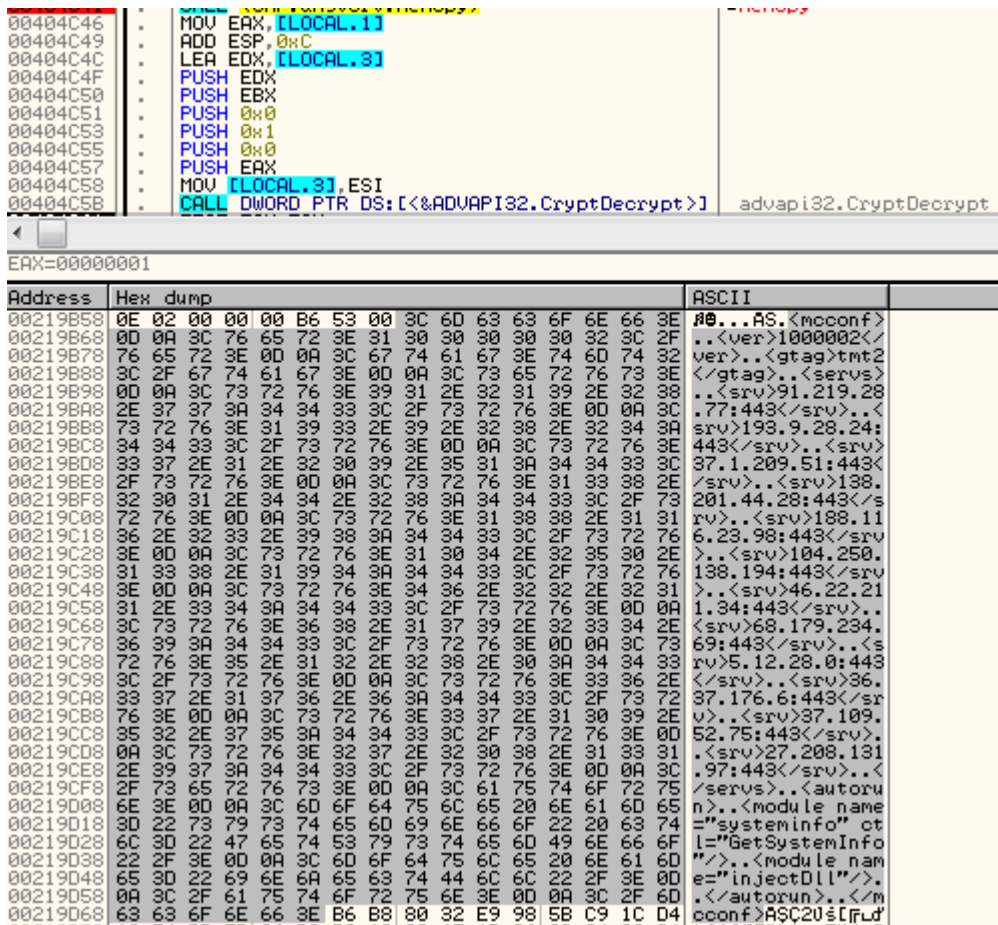 00404C46 . MOV EAX,[LOCAL.1]
00404C49 . ADD ESP,0xC
00404C4C . LEA EDX,[LOCAL.3]
00404C4F . PUSH EDX
00404C50 . PUSH EBX
00404C51 . PUSH 0x0
00404C53 . PUSH 0x1
00404C55 . PUSH 0x0
00404C57 . PUSH EAX
00404C58 . MOV [LOCAL.3],ESI
00404C5B . CALL DWORD PTR DS:[<&ADVAPI32.CryptDecrypt>] advapi32.CryptDecrypt
EAX=00000001
Address Hex dump ASCII
00219B58 0E 02 00 00 00 B6 53 00 3C 6D 63 63 6F 6E 66 3E ...AS.<mcconf>
00219B68 0D 0A 3C 76 65 72 3E 31 30 30 30 30 30 32 3C 2F ..<ver>1000002</
00219B78 76 65 72 3E 0D 0A 3C 67 74 61 67 3E 74 6D 74 32 ver>..<gtag>tmt2
00219B88 3C 2F 67 74 61 67 3E 0D 0A 3C 73 65 72 76 73 3E </gtag>..<servs>
00219B98 0D 0A 3C 73 72 76 3E 39 31 2E 32 31 39 2E 32 38 ..<srv>91.219.28
00219BA8 2E 37 37 3A 34 34 33 3C 2F 73 72 76 3E 0D 0A 3C .77:443</srv>..<
00219BB8 73 72 76 3E 31 39 33 2E 39 2E 32 38 2E 32 34 3A srv>193.9.28.24:
00219BC8 34 34 33 3C 2F 73 72 76 3E 0D 0A 3C 73 72 76 3E 443</srv>..<srv>
00219BD8 33 37 2E 31 2E 32 30 39 2E 35 31 3A 34 34 33 3C 37.1.209.51:443<
00219BE8 2F 73 72 76 3E 0D 0A 3C 73 72 76 3E 31 33 38 2E /srv>..<srv>138.
00219BF8 32 30 31 2E 34 34 2E 32 38 3A 34 34 33 3C 2F 73 201.44.28:443</s
00219C08 72 76 3E 0D 0A 3C 73 72 76 3E 31 38 38 2E 31 31 rv>..<srv>188.11
00219C18 36 2E 32 33 2E 39 38 3A 34 34 33 3C 2F 73 72 76 6.23.98:443</srv
00219C28 3E 0D 0A 3C 73 72 76 3E 31 30 34 2E 32 35 30 2E >..<srv>104.250.
00219C38 31 33 38 2E 31 39 34 3A 34 34 33 3C 2F 73 72 76 138.194:443</srv
00219C48 3E 0D 0A 3C 73 72 76 3E 34 36 2E 32 32 2E 32 31 >..<srv>46.22.21
00219C58 31 2E 33 34 3A 34 34 33 3C 2F 73 72 76 3E 0D 0A 1.34:443</srv>..
00219C68 3C 73 72 76 3E 36 38 2E 31 37 39 2E 32 33 34 2E <srv>68.179.234.
00219C78 36 39 3A 34 34 33 3C 2F 73 72 76 3E 0D 0A 3C 73 69:443</srv>..<s
00219C88 72 76 3E 35 2E 31 32 2E 32 38 2E 30 3A 34 34 33 rv>5.12.28.0:443
00219C98 3C 2F 73 72 76 3E 0D 0A 3C 73 72 76 3E 33 36 2E </srv>..<srv>36.
00219CA8 33 37 2E 31 37 36 2E 36 3A 34 34 33 3C 2F 73 72 37.176.6:443</sr
00219CB8 76 3E 0D 0A 3C 73 72 76 3E 33 37 2E 31 30 39 2E v>..<srv>37.109.
00219CC8 35 32 2E 37 35 3A 34 34 33 3C 2F 73 72 76 3E 0D 52.75:443</srv>.
00219CD8 0A 3C 73 72 76 3E 32 37 2E 32 30 38 2E 31 33 31 .<srv>27.208.131
00219CE8 2E 39 37 3A 34 34 33 3C 2F 73 72 76 3E 0D 0A 3C .97:443</srv>..<
00219CF8 2F 73 65 72 76 73 3E 0D 0A 3C 61 75 74 6F 72 75 /servs>..<autoru
00219D08 6E 3E 0D 0A 3C 6D 6F 64 75 6C 65 20 6E 61 6D 65 n>..<module name
00219D18 3D 22 73 79 73 74 65 6D 69 6E 66 6F 22 20 63 74 ="systeminfo" ct
00219D28 6C 3D 22 47 65 74 53 79 73 74 65 6D 49 6E 66 6F l="GetSystemInfo
00219D38 22 2F 3E 0D 0A 3C 6D 6F 64 75 6C 65 20 6E 61 6D "/>..<module nam
00219D48 65 3D 22 69 6E 6A 65 63 74 44 6C 6C 22 2F 3E 0D e="injectDll"/>.
00219D58 0A 3C 2F 61 75 74 6F 72 75 6E 3E 0D 0A 3C 2F 6D .</autorun>..</m
00219D68 63 63 6F 6E 66 3E B6 B8 80 32 E9 98 5B C9 1C D4 cconf>